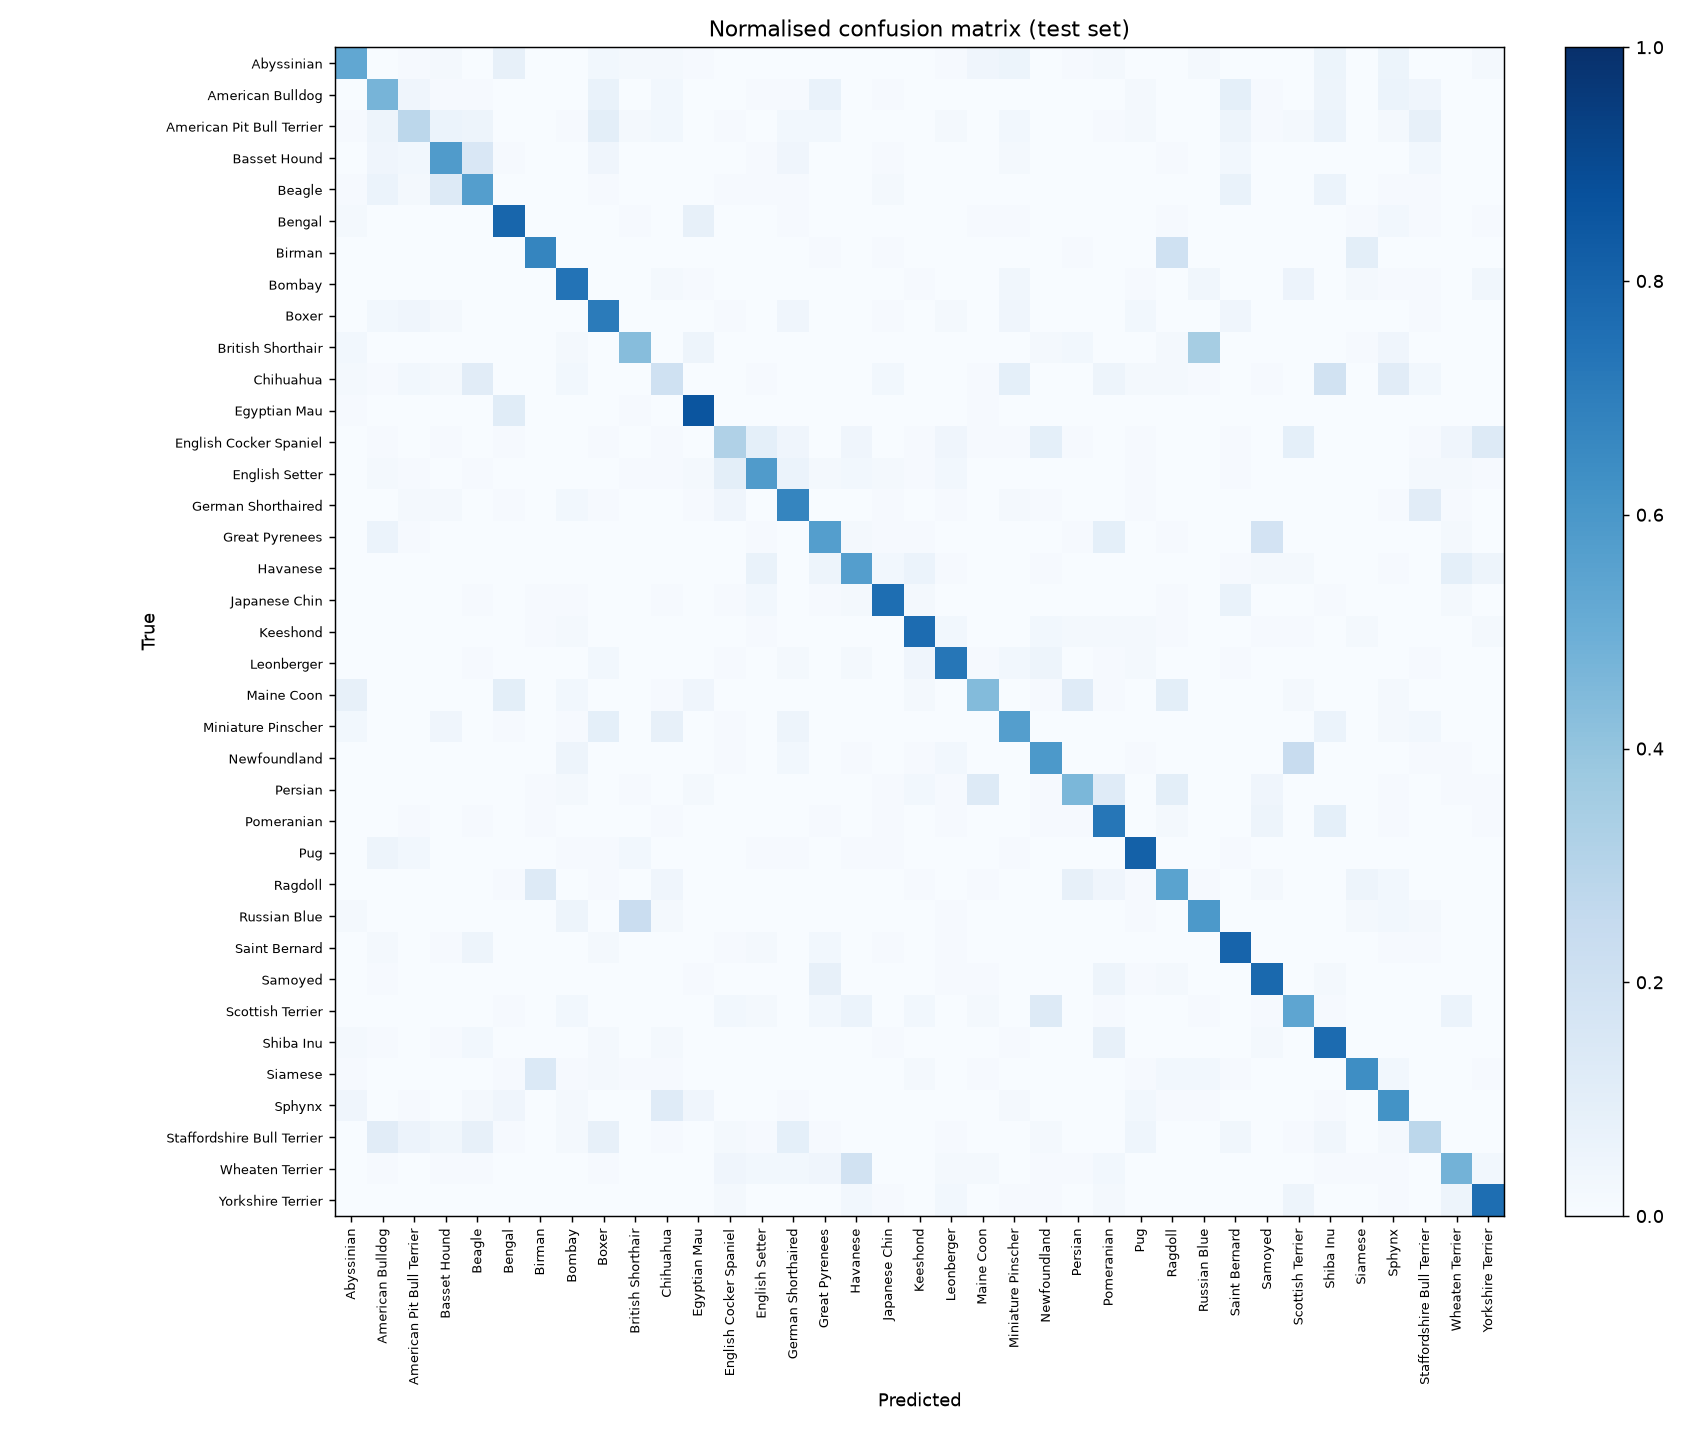 Normalised confusion matrix (test set)
Abyssinian
American Bulldog
American Pit Bull Terrier
Basset Hound
Beagle
Bengal
Birman
Bombay
Boxer
British Shorthair
Chihuahua
Egyptian Mau
English Cocker Spaniel
English Setter
German Shorthaired
Great Pyrenees
Havanese
Japanese Chin
Keeshond
Leonberger
Maine Coon
Miniature Pinscher
Newfoundland
Persian
Pomeranian
Pug
Ragdoll
Russian Blue
Saint Bernard
Samoyed
Scottish Terrier
Shiba Inu
Siamese
Sphynx
Staffordshire Bull Terrier
Wheaten Terrier
Yorkshire Terrier
True
Abyssinian
American Bulldog
American Pit Bull Terrier
Basset Hound
Beagle
Bengal
Birman
Bombay
Boxer
British Shorthair
Chihuahua
Egyptian Mau
English Cocker Spaniel
English Setter
German Shorthaired
Great Pyrenees
Havanese
Japanese Chin
Keeshond
Leonberger
Maine Coon
Miniature Pinscher
Newfoundland
Persian
Pomeranian
Pug
Ragdoll
Russian Blue
Saint Bernard
Samoyed
Scottish Terrier
Shiba Inu
Siamese
Sphynx
Staffordshire Bull Terrier
Wheaten Terrier
Yorkshire Terrier
Predicted
1.0
0.8
0.6
0.4
0.2
0.0